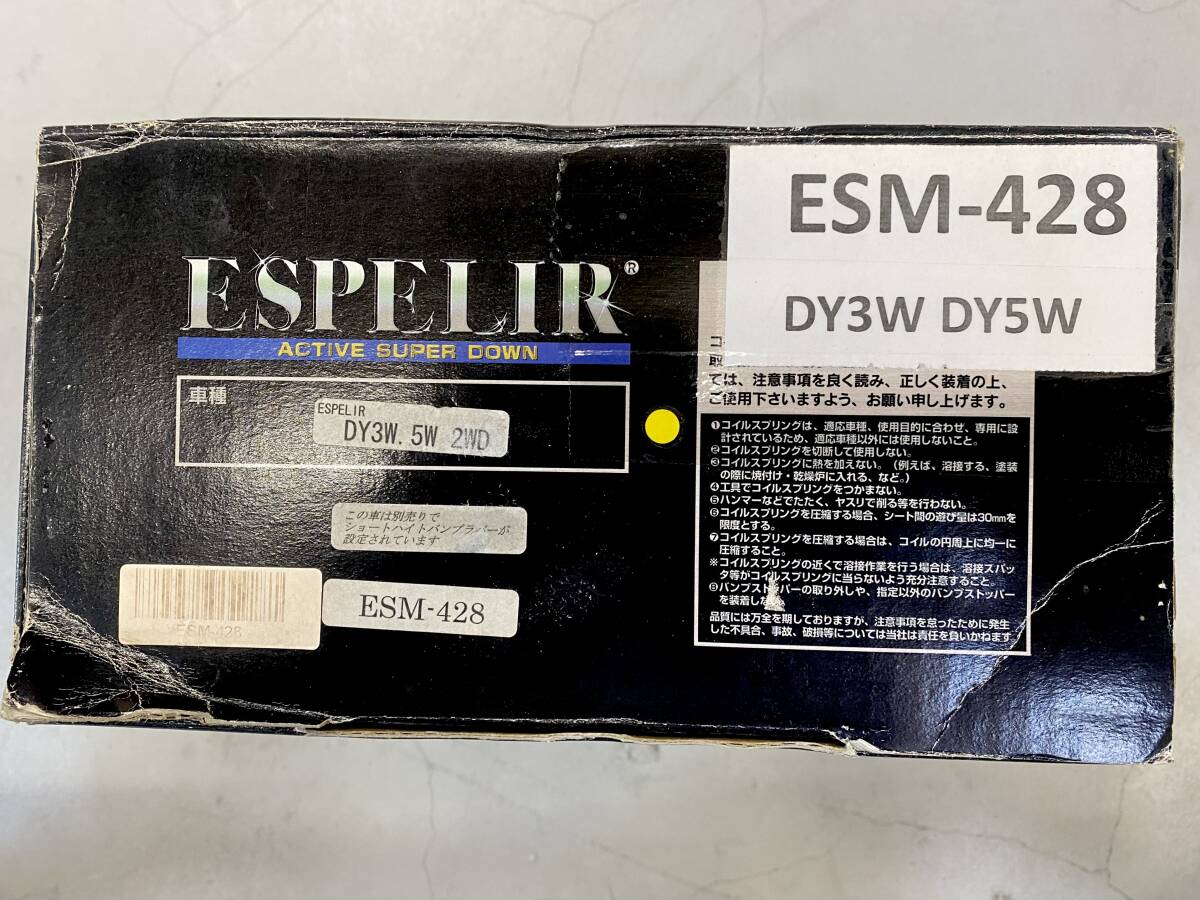 ESPELIR®
ACTIVE SUPER DOWN
車種
ESPELIR
DY3W. 5W 2WD
この車は別売りで
ショートハイトバンプラバーが
設定されています
ESM-428
ESM-428
ESM-428
DY3W DY5W
ては、注意事項を良く読み、正しく装着の上、
ご使用下さいますよう、お願い申し上げます。
①コイルスプリングは、適応車種、使用目的に合わせ、専用に設
計されているため、適応車種以外には使用しないこと。
②コイルスプリングを切断して使用しない。
③コイルスプリングに熱を加えない。(例えば、溶接する、塗装
の際に焼付け・乾燥炉に入れる、など。)
④工具でコイルスプリングをつかまない。
⑤ハンマーなどでたたく、ヤスリで削る等を行わない。
⑥コイルスプリングを圧縮する場合、シート間の遊び量は30mmを
限度とする。
⑦コイルスプリングを圧縮する場合は、コイルの円周上に均一に
圧縮すること。
※コイルスプリングの近くで溶接作業を行う場合は、溶接スパッ
タ等がコイルスプリングに当らないよう充分注意すること。
⑧バンプストッパーの取り外しや、指定以外のバンプストッパー
を装着しな
品質には万全を期しておりますが、注意事項を怠ったために発生
した不具合、事故、破損等については当社は責任を負いかねます